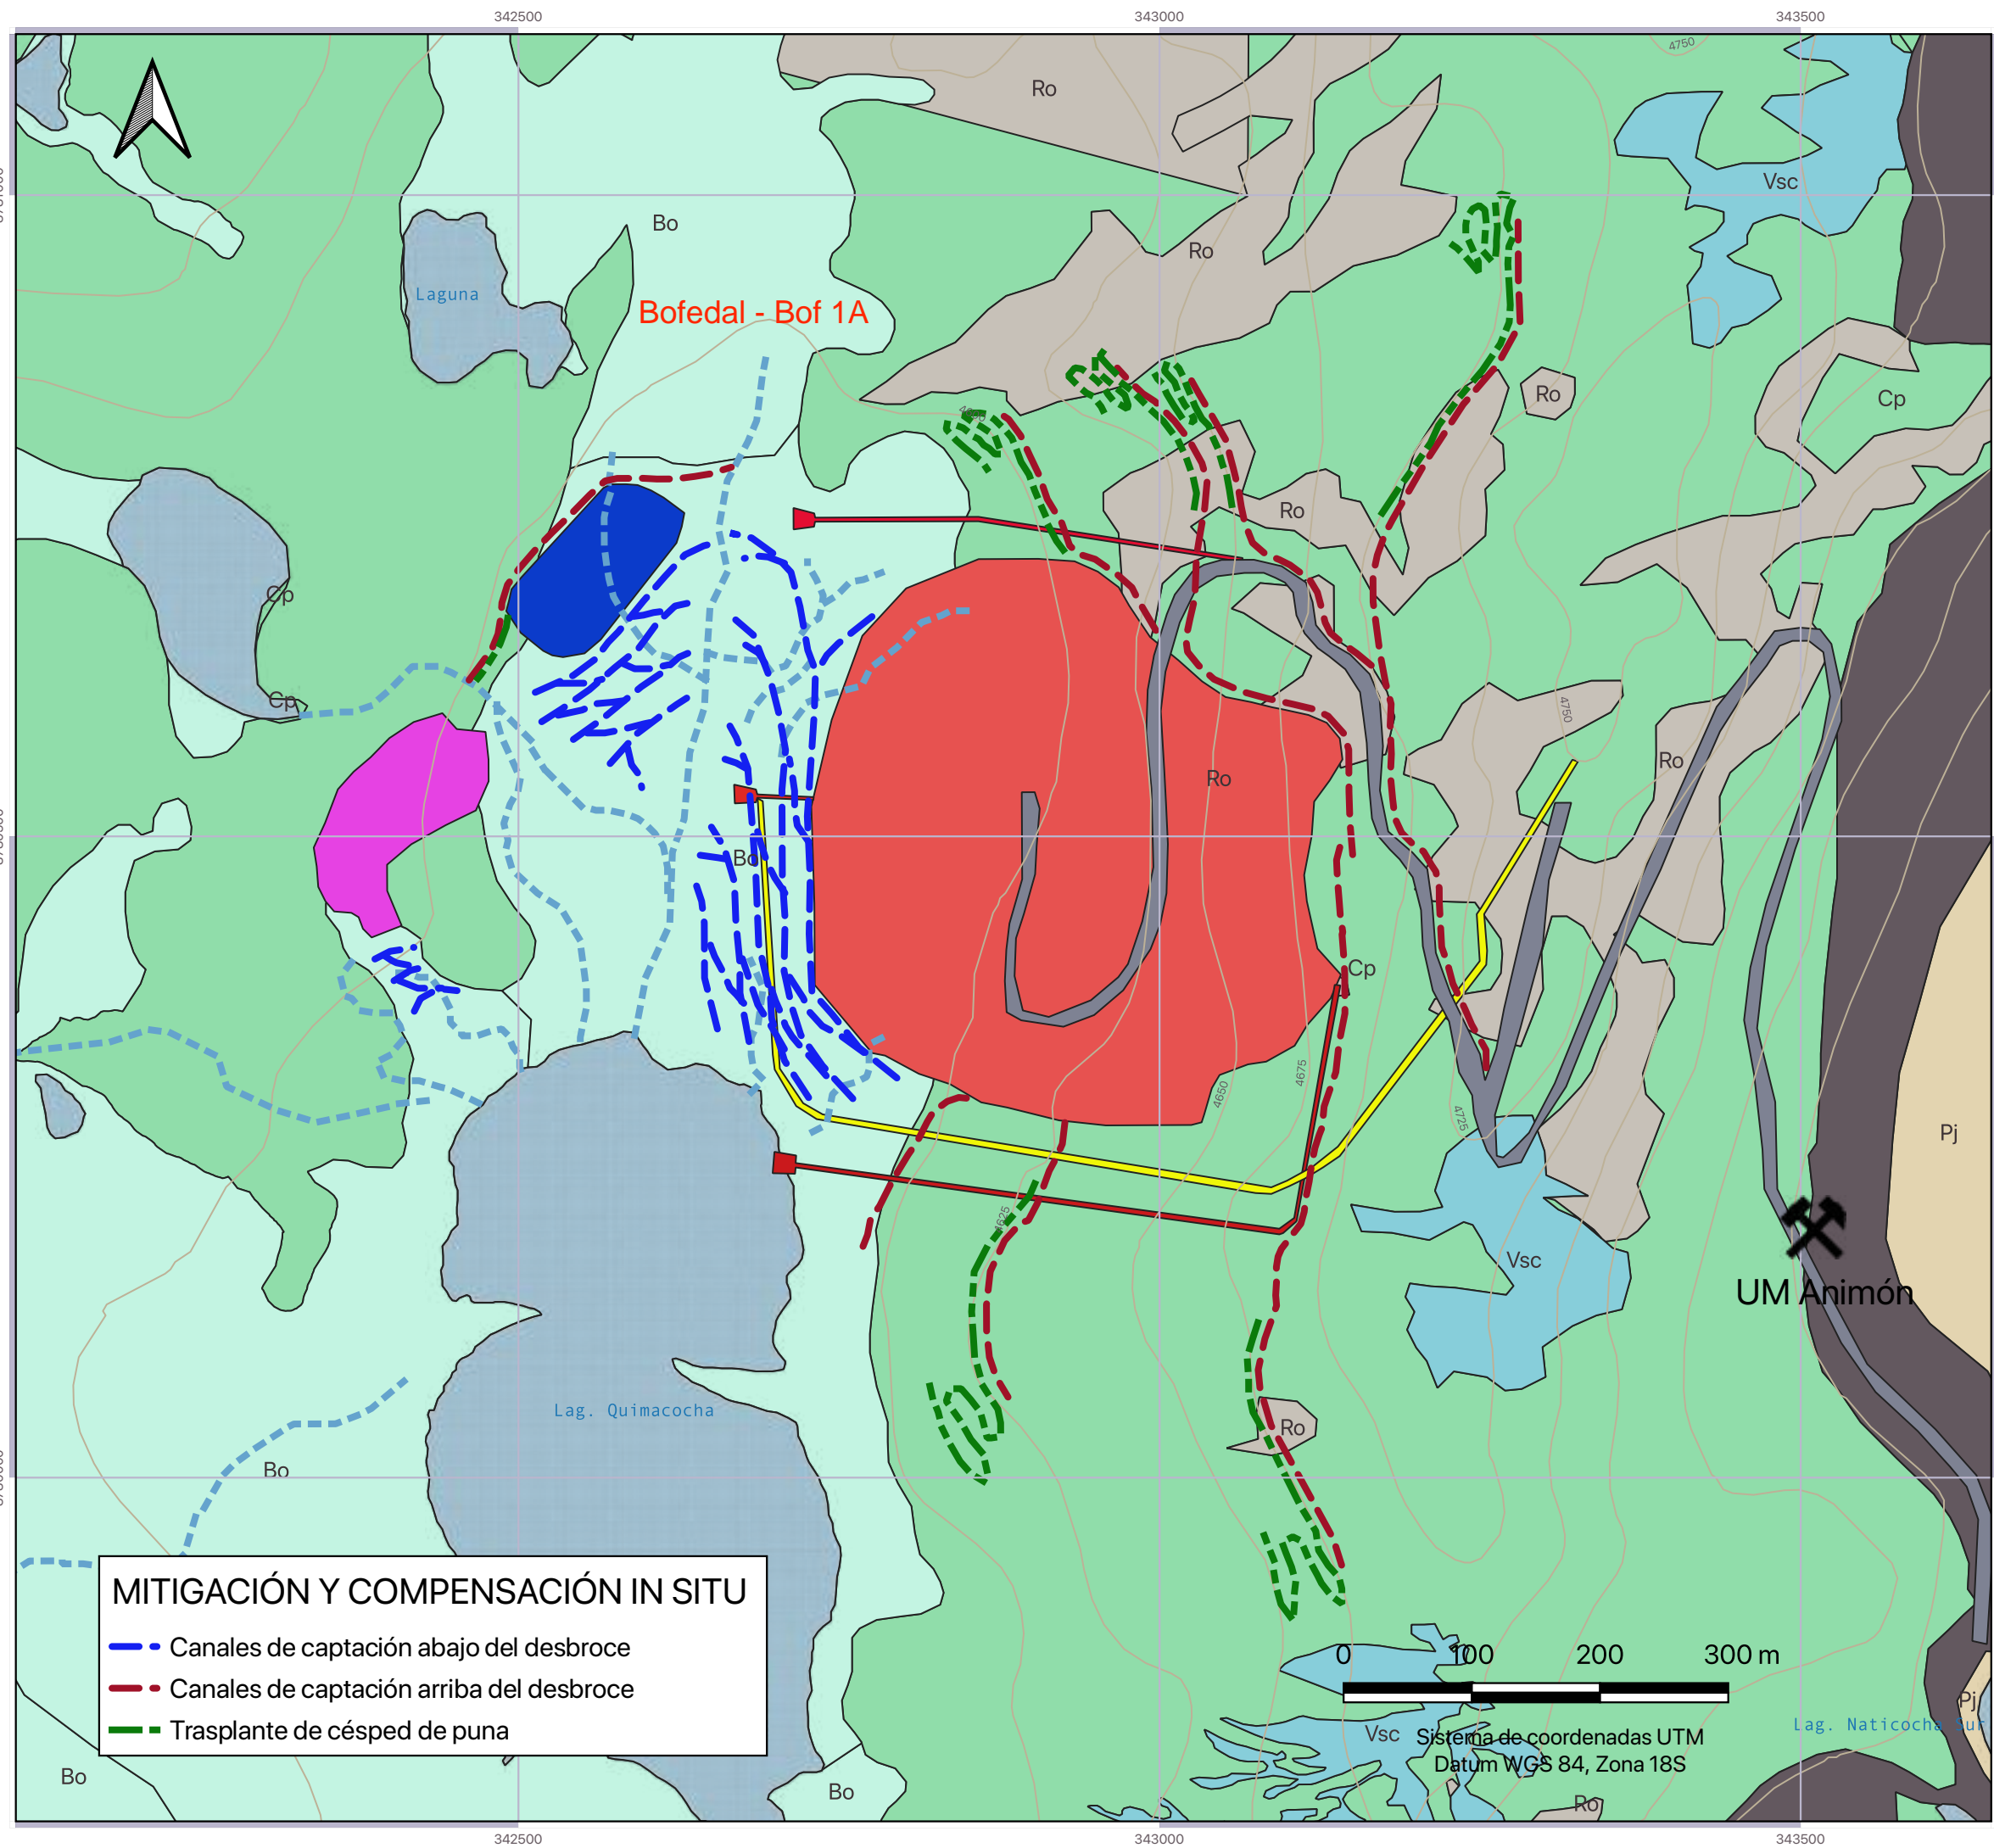 342500
343000
343500
4750
Ro
Vsc
Bo
Ro
Laguna
Bofedal - Bof 1A
Ro
Cp
Ro
Cp
Cp
4750
Ro
Ro
Bo
Cp
4675
4650
4725
Pj
4625
Vsc
UM Animón
Lag. Quimacocha
Ro
Bo
MITIGACIÓN Y COMPENSACIÓN IN SITU
Canales de captación abajo del desbroce
Canales de captación arriba del desbroce
Trasplante de césped de puna
0 100 200 300 m
Pj
Lag. Naticocha Sur
Vsc
Sistema de coordenadas UTM
Datum WGS 84, Zona 18S
Bo
Bo
Ro
342500
343000
343500